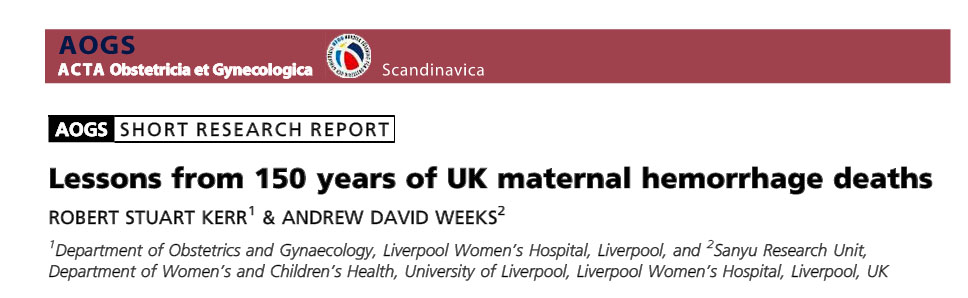 AOGS
ACTA Obstetricia et Gynecologica Scandinavica
AOGS SHORT RESEARCH REPORT
Lessons from 150 years of UK maternal hemorrhage deaths
ROBERT STUART KERR¹ & ANDREW DAVID WEEKS²
¹Department of Obstetrics and Gynaecology, Liverpool Women’s Hospital, Liverpool, and ²Sanyu Research Unit,
Department of Women’s and Children’s Health, University of Liverpool, Liverpool Women’s Hospital, Liverpool, UK